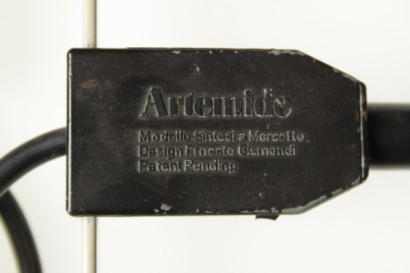 Artemide
Modello Sintesi a Morsetto
Design Ernesto Gismondi
Patent Pending